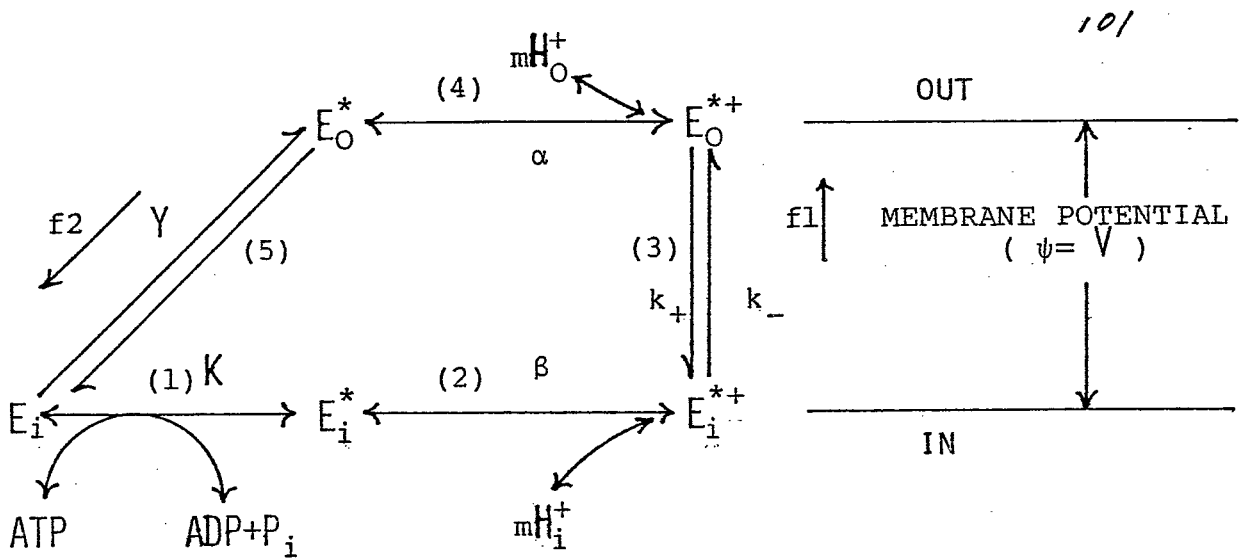 101
mH⁺ₒ
(4)
OUT
E*ₒ
E*⁺ₒ
α
f2
Y
(5)
(3)
f1
MEMBRANE POTENTIAL
( ψ= V )
k₊
k₋
(1) K
(2)
β
Eᵢ
E*ᵢ
E*⁺ᵢ
IN
ATP
ADP+Pᵢ
mH⁺ᵢ